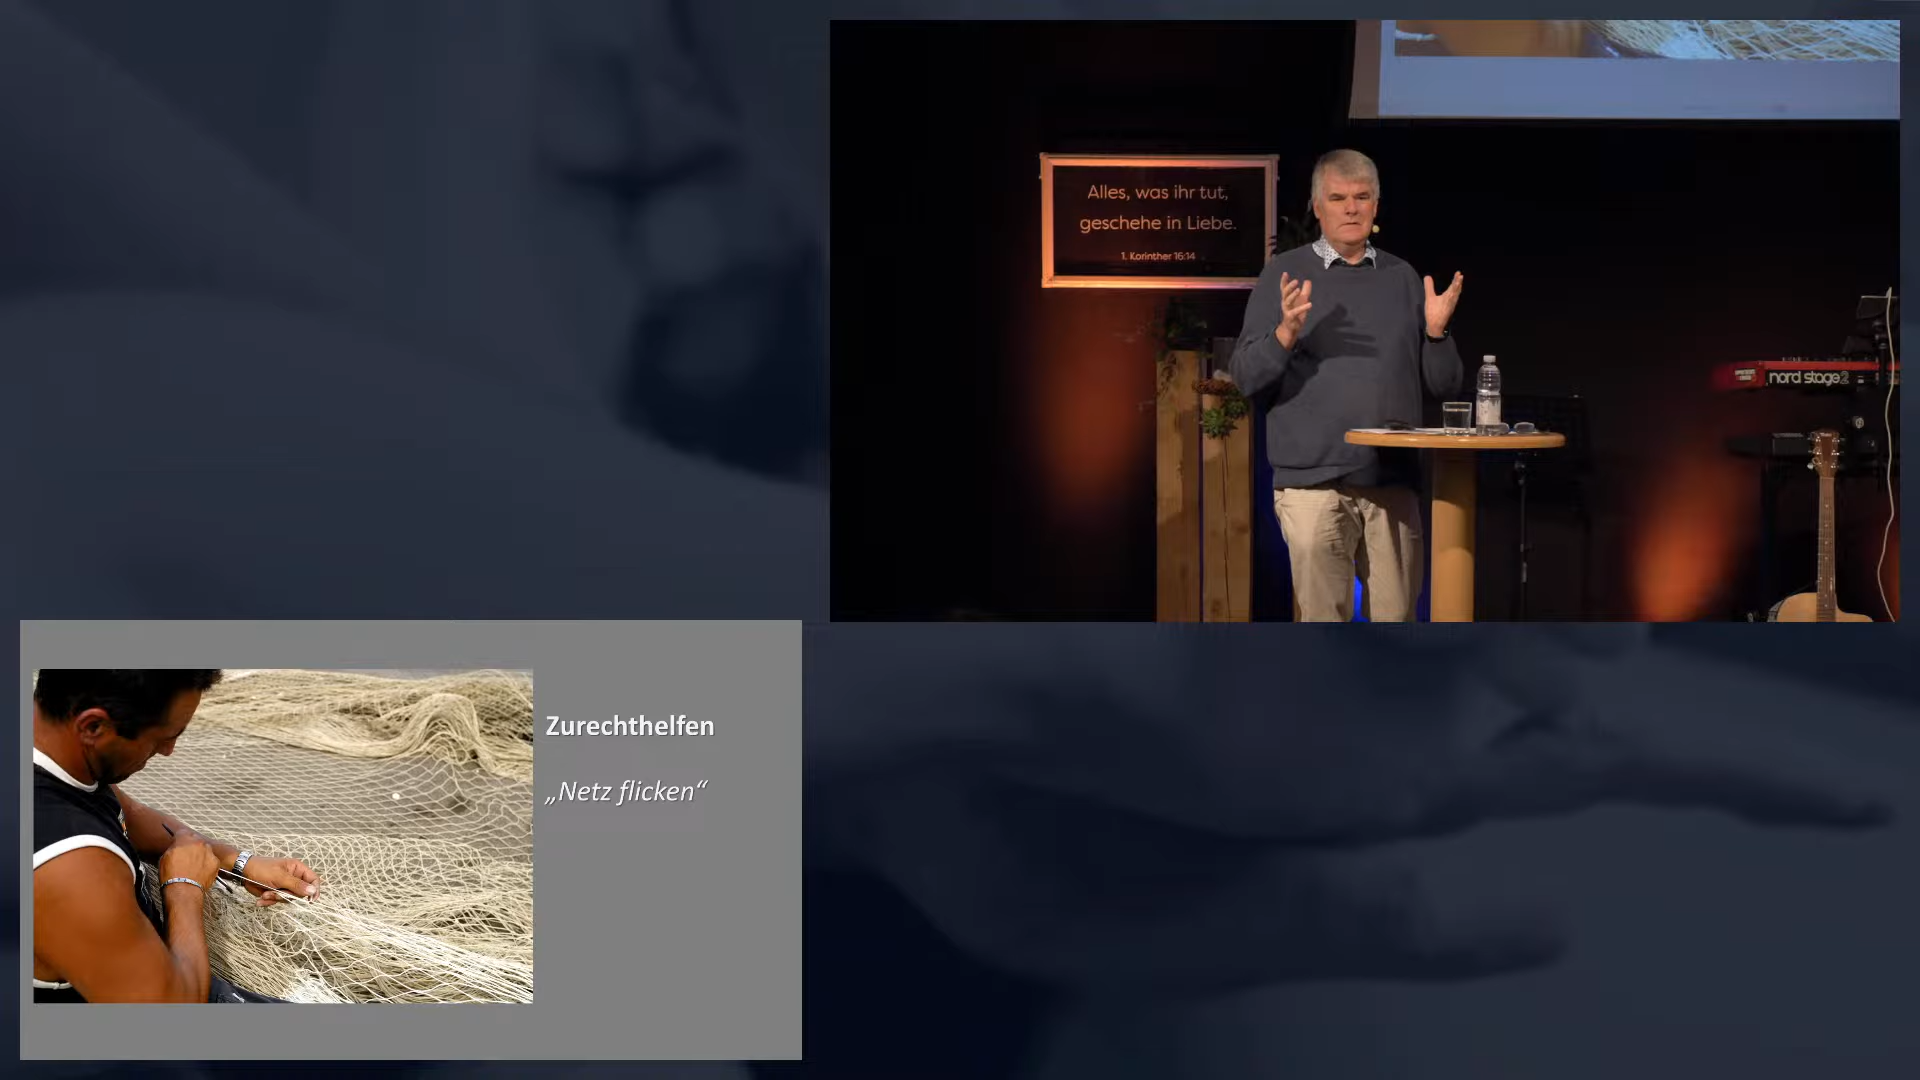 Alles, was ihr tut,
geschehe in Liebe.
1. Korinther 16:14
nord stage 2
Zurechthelfen
„Netz flicken“